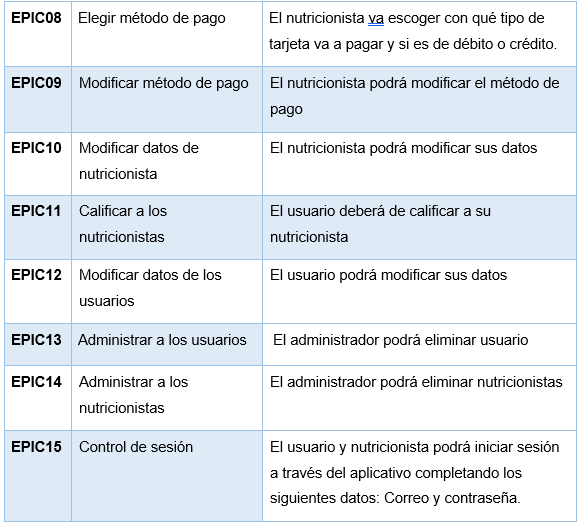 EPIC08 Elegir método de pago El nutricionista va escoger con qué tipo de
tarjeta va a pagar y si es de débito o crédito.
EPIC09 Modificar método de pago El nutricionista podrá modificar el método de
pago
EPIC10 Modificar datos de El nutricionista podrá modificar sus datos
nutricionista
EPIC11 Calificar a los El usuario deberá de calificar a su
nutricionistas nutricionista
EPIC12 Modificar datos de los El usuario podrá modificar sus datos
usuarios
EPIC13 Administrar a los usuarios El administrador podrá eliminar usuario
EPIC14 Administrar a los El administrador podrá eliminar nutricionistas
nutricionistas
EPIC15 Control de sesión El usuario y nutricionista podrá iniciar sesión
a través del aplicativo completando los
siguientes datos: Correo y contraseña.